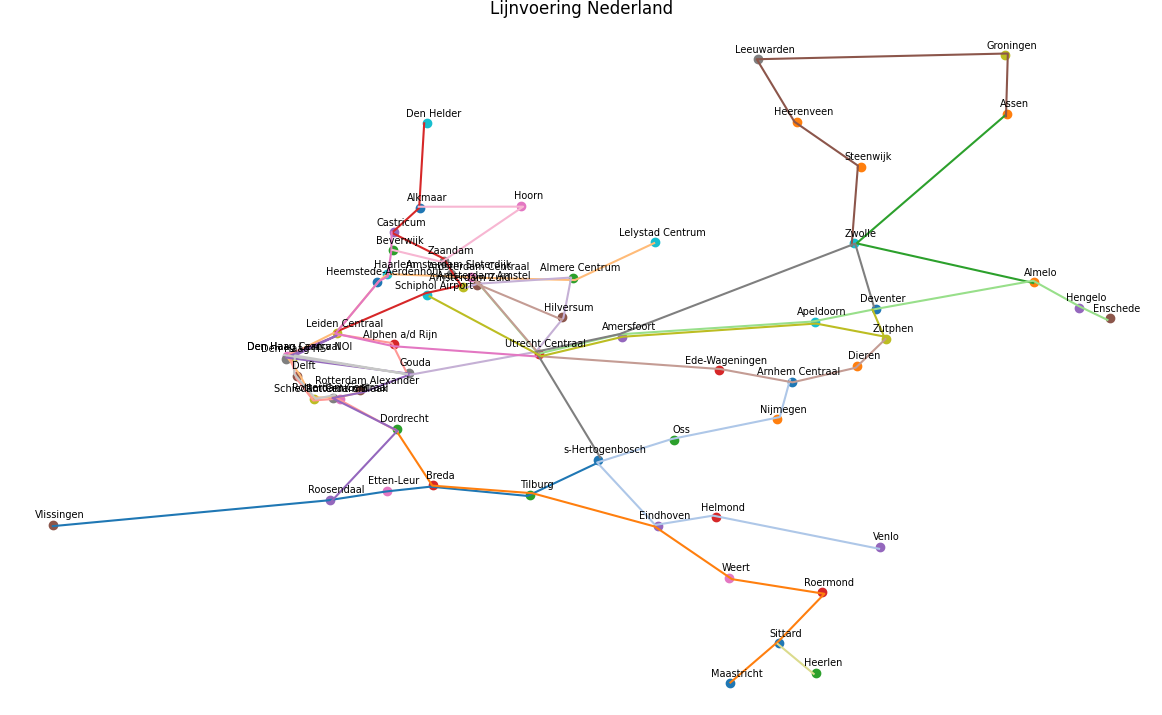 Lijnvoering Nederland
Groningen
Leeuwarden
Assen
Den Helder
Heerenveen
Steenwijk
Alkmaar
Hoorn
Castricum
Lelystad Centrum
Zwolle
Beverwijk
Zaandam
Haarlem
Amsterdam Sloterdijk
Amsterdam Centraal
Almere Centrum
Heemstede-Aerdenhout
Amsterdam Amstel
Almelo
Amsterdam Zuid
Schiphol Airport
Hengelo
Deventer
Enschede
Hilversum
Apeldoorn
Leiden Centraal
Amersfoort
Zutphen
Alphen a/d Rijn
Utrecht Centraal
Den Haag Centraal
Den Haag Laan v NOI
Den Haag HS
Dieren
Gouda
Ede-Wageningen
Delft
Arnhem Centraal
Rotterdam Alexander
Schiedam Centrum
Rotterdam Centraal
Nijmegen
Dordrecht
Oss
s-Hertogenbosch
Breda
Etten-Leur
Tilburg
Roosendaal
Vlissingen
Eindhoven
Helmond
Venlo
Weert
Roermond
Sittard
Heerlen
Maastricht